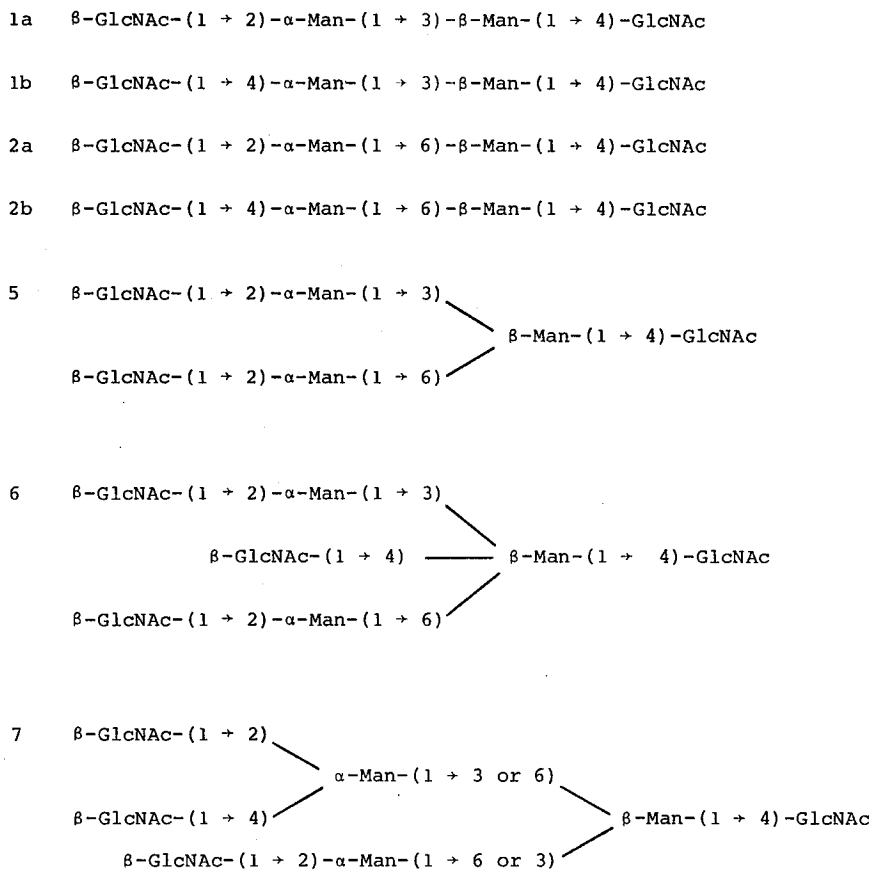 1a β-GlcNAc-(1 → 2)-α-Man-(1 → 3)-β-Man-(1 → 4)-GlcNAc
1b β-GlcNAc-(1 → 4)-α-Man-(1 → 3)-β-Man-(1 → 4)-GlcNAc
2a β-GlcNAc-(1 → 2)-α-Man-(1 → 6)-β-Man-(1 → 4)-GlcNAc
2b β-GlcNAc-(1 → 4)-α-Man-(1 → 6)-β-Man-(1 → 4)-GlcNAc
5 β-GlcNAc-(1 → 2)-α-Man-(1 → 3)
β-Man-(1 → 4)-GlcNAc
β-GlcNAc-(1 → 2)-α-Man-(1 → 6)
6 β-GlcNAc-(1 → 2)-α-Man-(1 → 3)
β-GlcNAc-(1 → 4) β-Man-(1 → 4)-GlcNAc
β-GlcNAc-(1 → 2)-α-Man-(1 → 6)
7 β-GlcNAc-(1 → 2)
α-Man-(1 → 3 or 6)
β-GlcNAc-(1 → 4) β-Man-(1 → 4)-GlcNAc
β-GlcNAc-(1 → 2)-α-Man-(1 → 6 or 3)